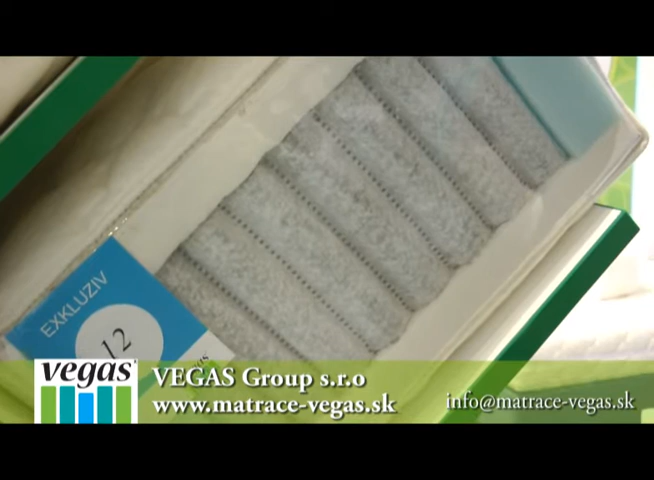 EXKLUZIV
12
vegas
VEGAS Group s.r.o
www.matrace-vegas.sk
info@matrace-vegas.sk